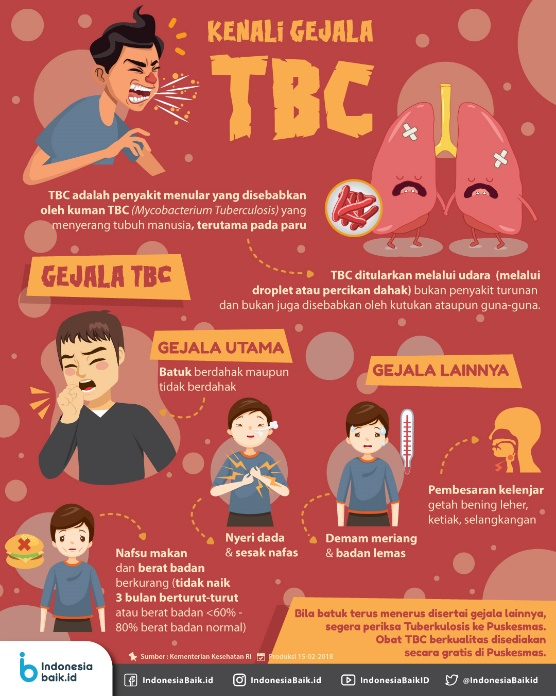 KENALI GEJALA
TBC
TBC adalah penyakit menular yang disebabkan
oleh kuman TBC (Mycobacterium Tuberculosis) yang
menyerang tubuh manusia, terutama pada paru
TBC ditularkan melalui udara (melalui
droplet atau percikan dahak) bukan penyakit turunan
dan bukan juga disebabkan oleh kutukan ataupun guna-guna.
GEJALA TBC
GEJALA UTAMA
Batuk berdahak maupun
tidak berdahak
GEJALA LAINNYA
Pembesaran kelenjar
getah bening leher,
ketiak, selangkangan
Nyeri dada
& sesak nafas
Demam meriang
& badan lemas
Nafsu makan
dan berat badan
berkurang (tidak naik
3 bulan berturut-turut
atau berat badan <60% -
80% berat badan normal)
Bila batuk terus menerus disertai gejala lainnya,
segera periksa Tuberkulosis ke Puskesmas.
Obat TBC berkualitas disediakan
secara gratis di Puskesmas.
Sumber : Kementerian Kesehatan RI
Produksi 15-02-2018
Indonesia
baik.id
IndonesiaBaik.id
IndonesiaBaik.id
IndonesiaBaikID
@IndonesiaBaikid